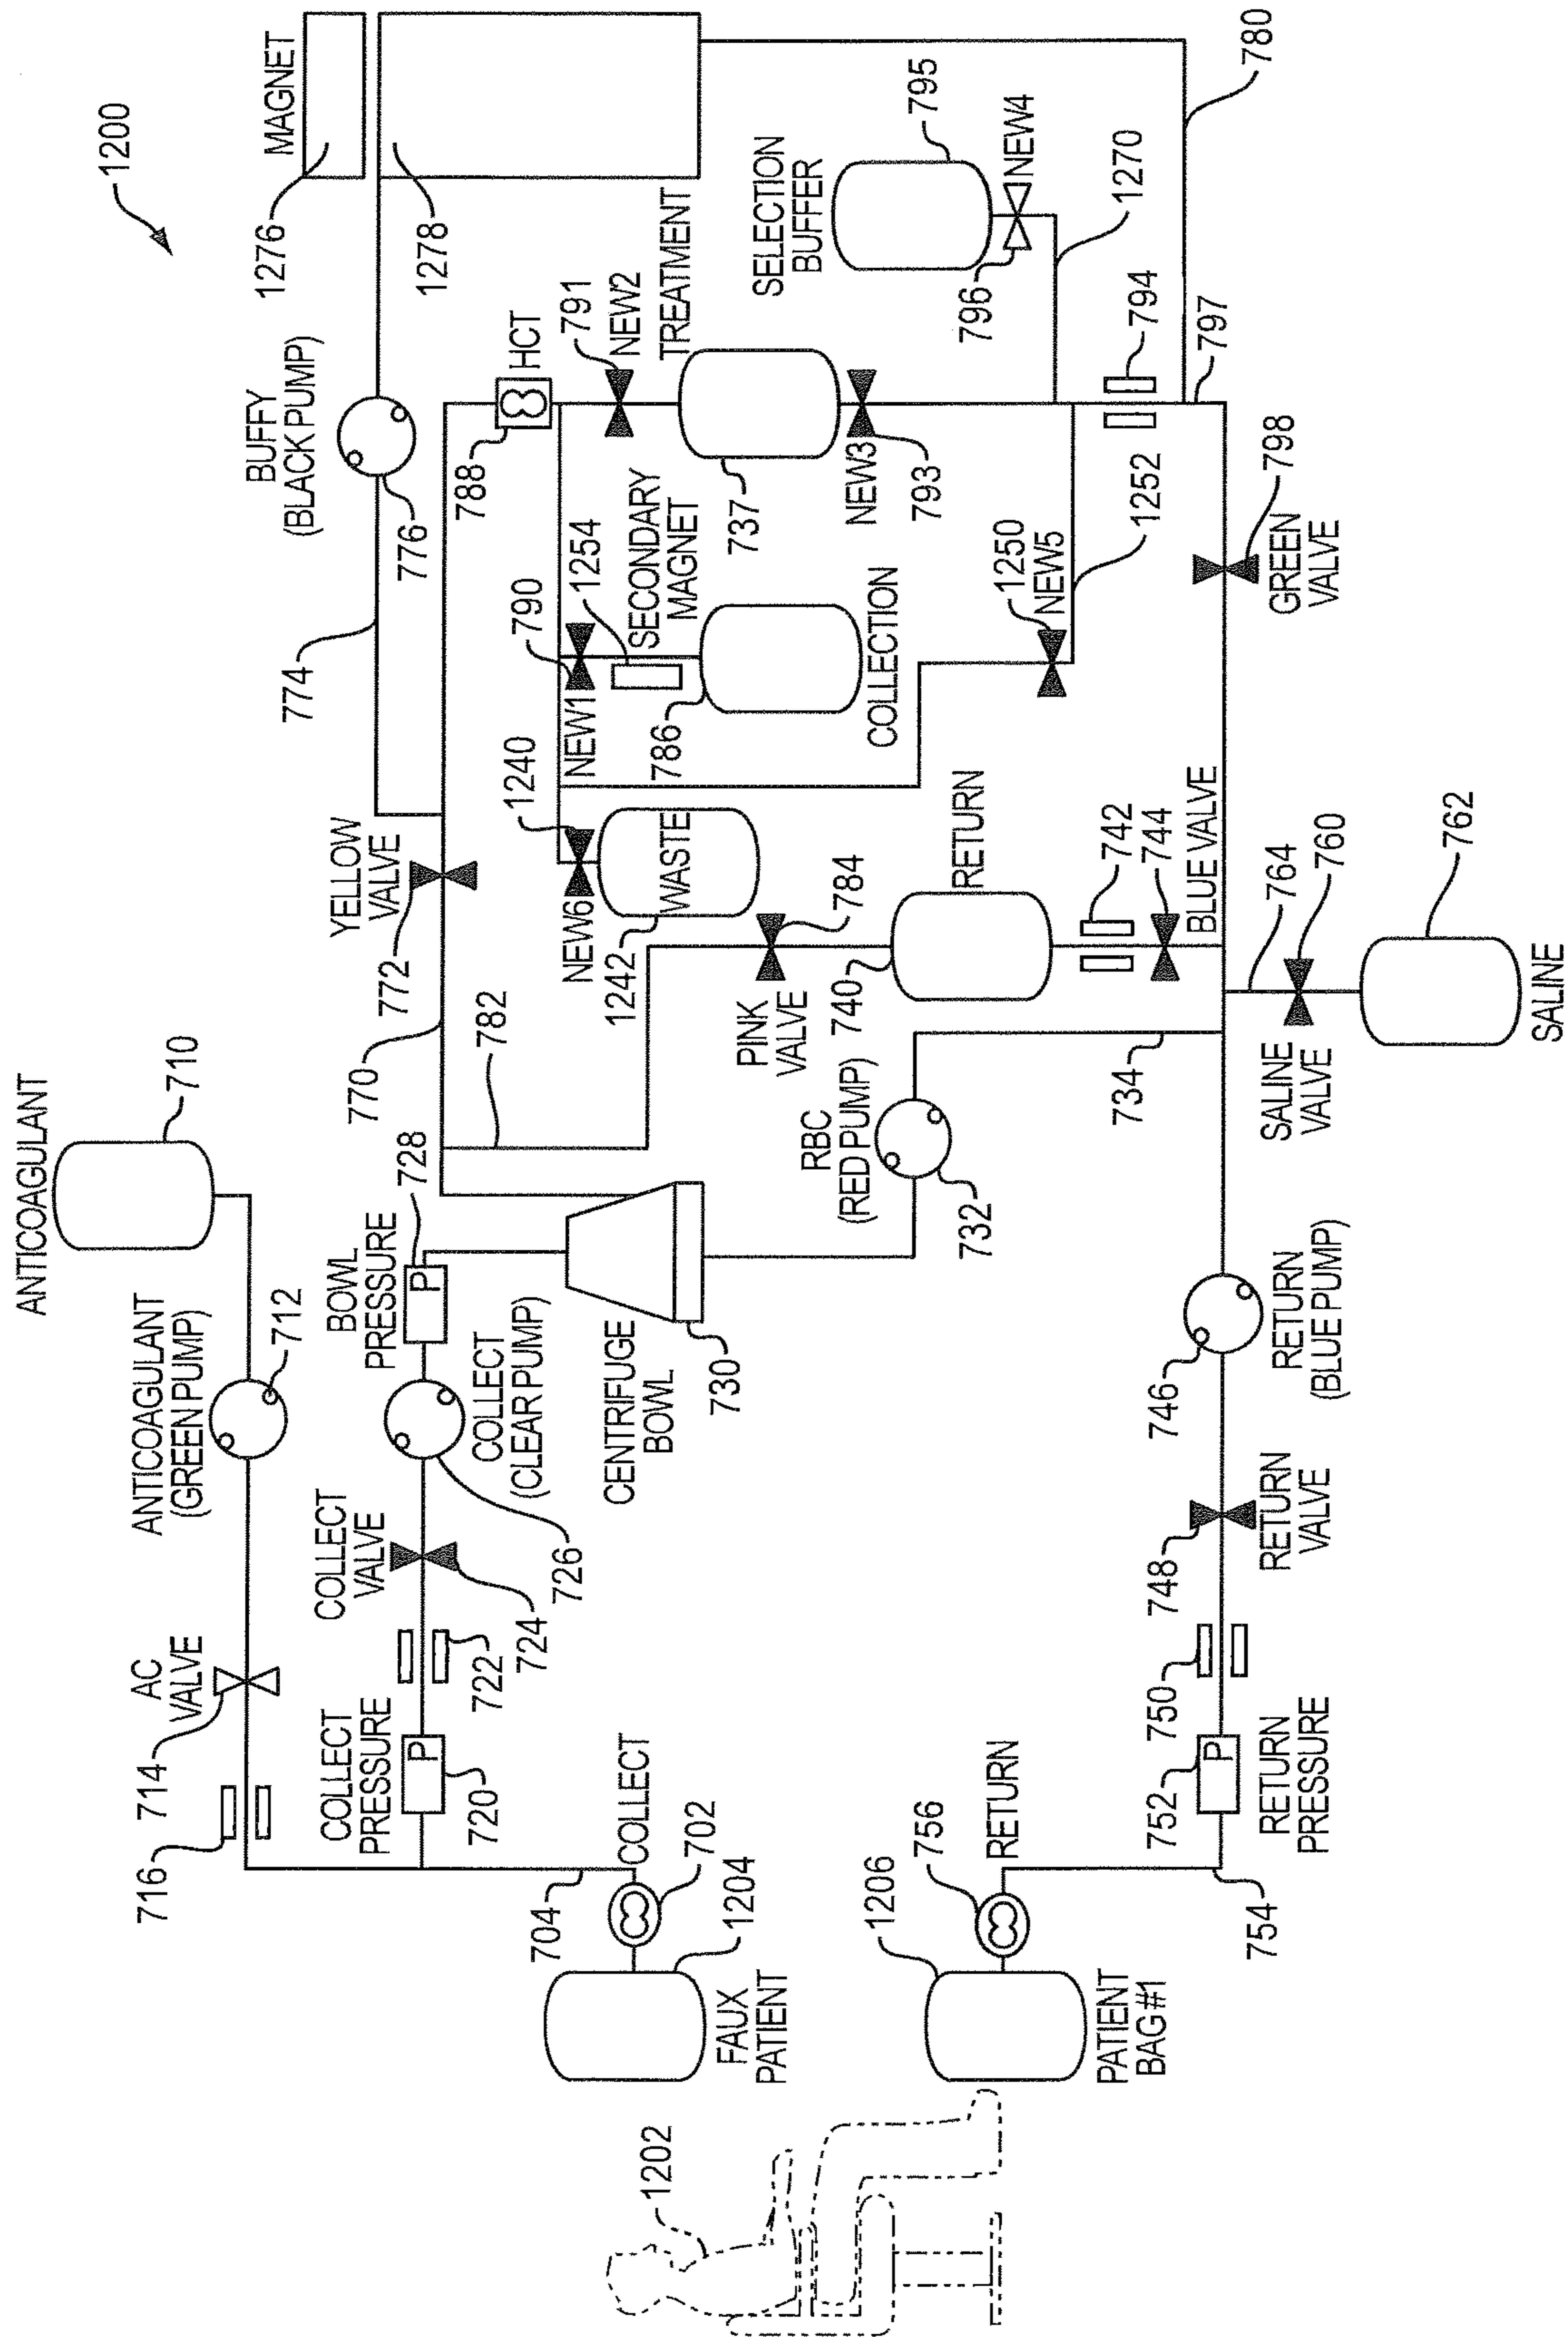 ANTICOAGULANT
710
1200
ANTICOAGULANT
(GREEN PUMP)
712
AC
VALVE
714
716
MAGNET
1276
1278
BUFFY
(BLACK PUMP)
776
774
YELLOW
VALVE
772
770
782
BOWL
PRESSURE
728
P
COLLECT
VALVE
724
722
COLLECT
PRESSURE
720
P
726
COLLECT
(CLEAR PUMP)
CENTRIFUGE
BOWL
730
788
HCT
791
NEW2
TREATMENT
737
NEW3
793
790
NEW1
1254
SECONDARY
MAGNET
786
COLLECTION
1240
NEW6
WASTE
1242
SELECTION
BUFFER
795
796
NEW4
1270
794
780
797
1250
NEW5
1252
798
GREEEN
VALVE
PINK
VALVE
784
740
RETURN
742
744
BLUE VALVE
RBC
(RED PUMP)
732
734
764
760
SALINE
VALVE
762
SALINE
704
COLLECT
702
1204
FAUX
PATIENT
1202
1206
756
RETURN
PATIENT
BAG #1
754
752
P
RETURN
PRESSURE
750
748
RETURN
VALVE
746
RETURN
(BLUE PUMP)